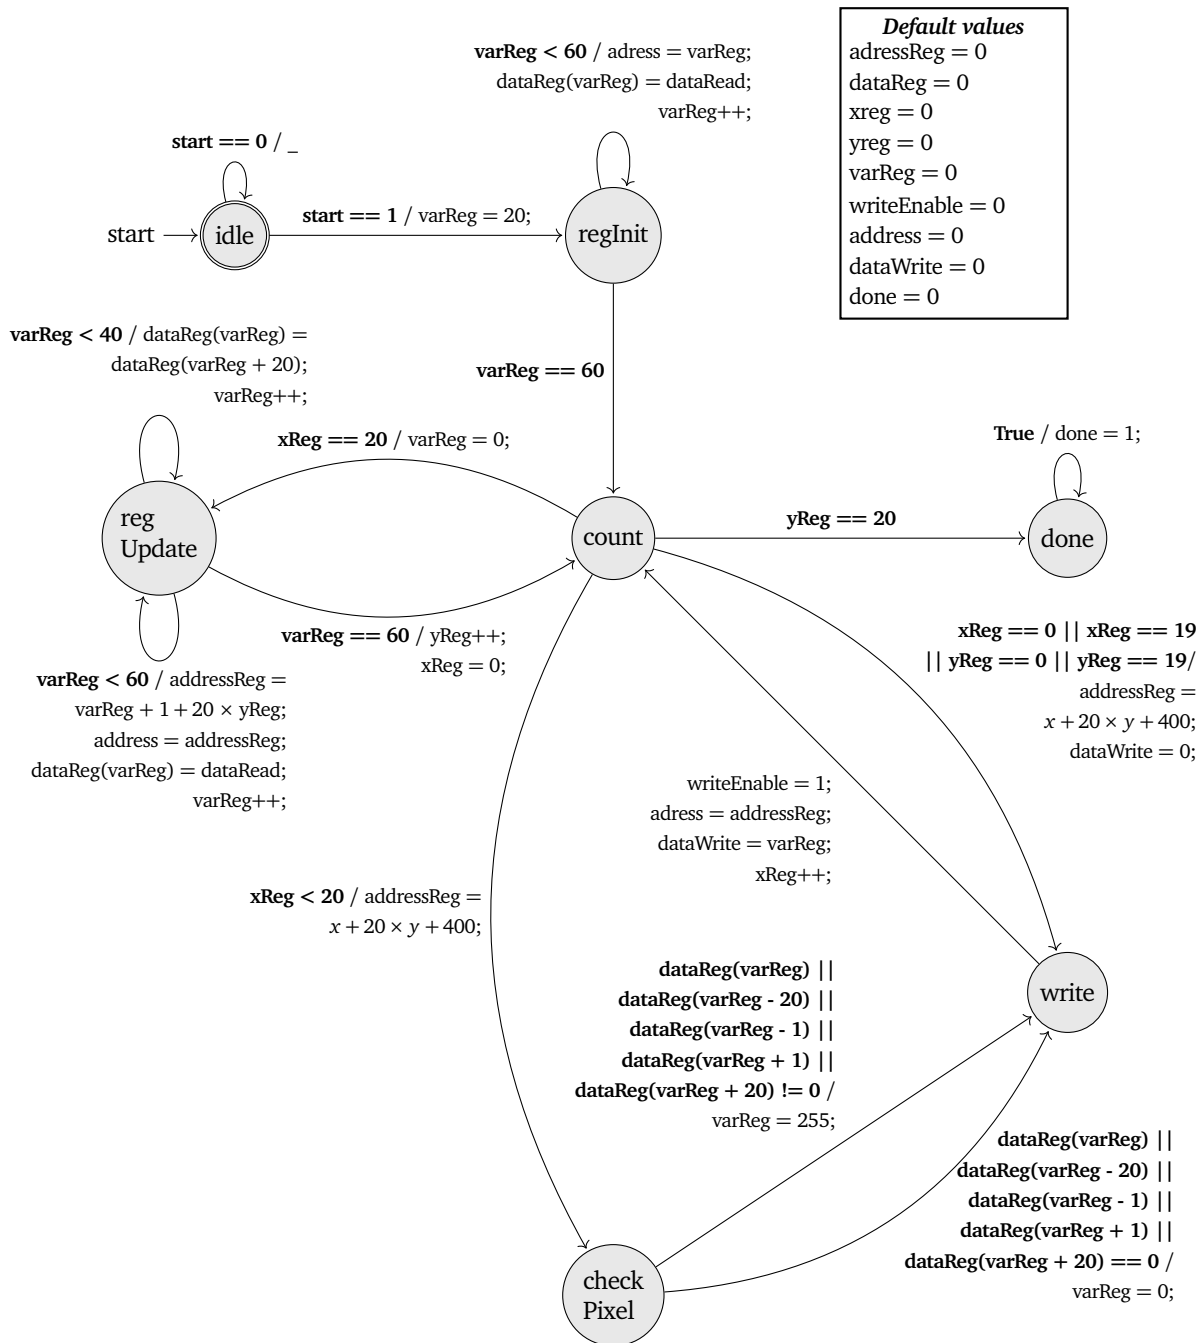 Default values
adressReg = 0
dataReg = 0
xreg = 0
yreg = 0
varReg = 0
writeEnable = 0
address = 0
dataWrite = 0
done = 0
varReg < 60 / adress = varReg;
dataReg(varReg) = dataRead;
varReg++;
start == 0 / _
start
idle
start == 1 / varReg = 20;
regInit
varReg < 40 / dataReg(varReg) =
dataReg(varReg + 20);
varReg++;
varReg == 60
xReg == 20 / varReg = 0;
True / done = 1;
reg
Update
count
yReg == 20
done
varReg == 60 / yReg++;
xReg = 0;
varReg < 60 / addressReg =
varReg + 1 + 20 × yReg;
address = addressReg;
dataReg(varReg) = dataRead;
varReg++;
xReg == 0 || xReg == 19
|| yReg == 0 || yReg == 19/
addressReg =
x + 20 × y + 400;
dataWrite = 0;
writeEnable = 1;
adress = addressReg;
dataWrite = varReg;
xReg++;
xReg < 20 / addressReg =
x + 20 × y + 400;
write
dataReg(varReg) ||
dataReg(varReg - 20) ||
dataReg(varReg - 1) ||
dataReg(varReg + 1) ||
dataReg(varReg + 20) != 0 /
varReg = 255;
dataReg(varReg) ||
dataReg(varReg - 20) ||
dataReg(varReg - 1) ||
dataReg(varReg + 1) ||
dataReg(varReg + 20) == 0 /
varReg = 0;
check
Pixel